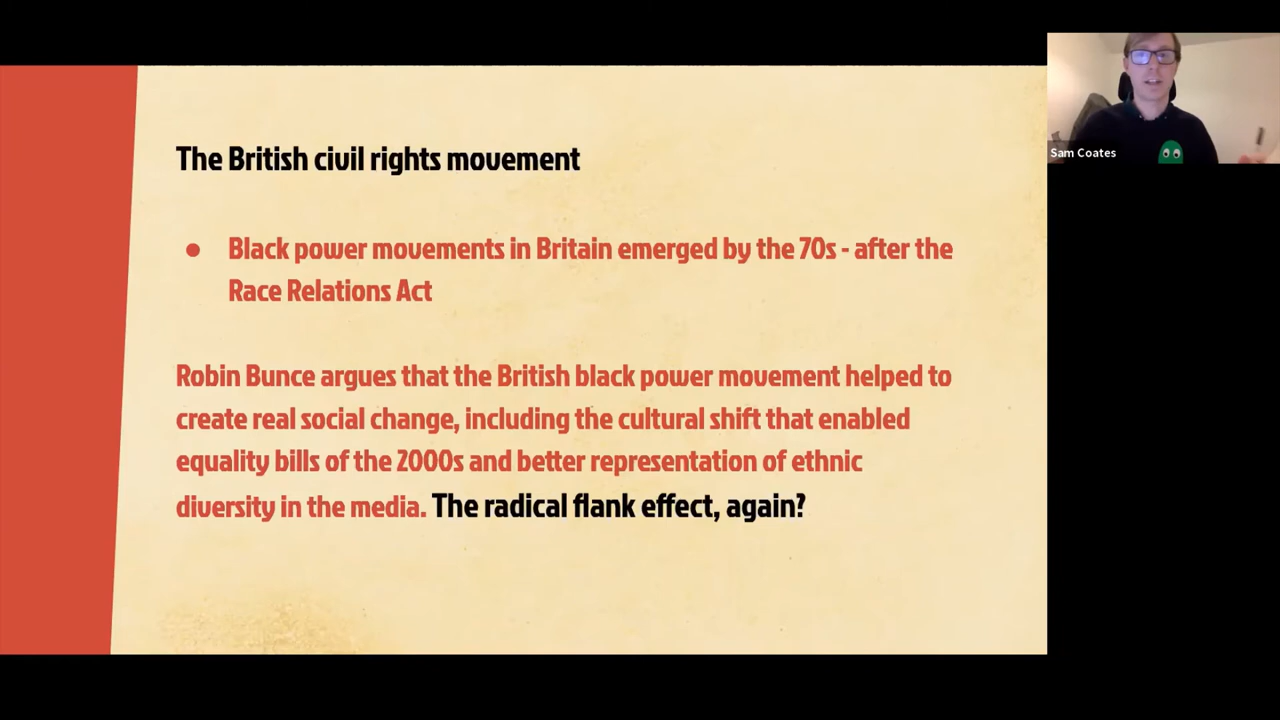 The British civil rights movement
● Black power movements in Britain emerged by the 70s - after the
Race Relations Act
Robin Bunce argues that the British black power movement helped to
create real social change, including the cultural shift that enabled
equality bills of the 2000s and better representation of ethnic
diversity in the media. The radical flank effect, again?
Sam Coates